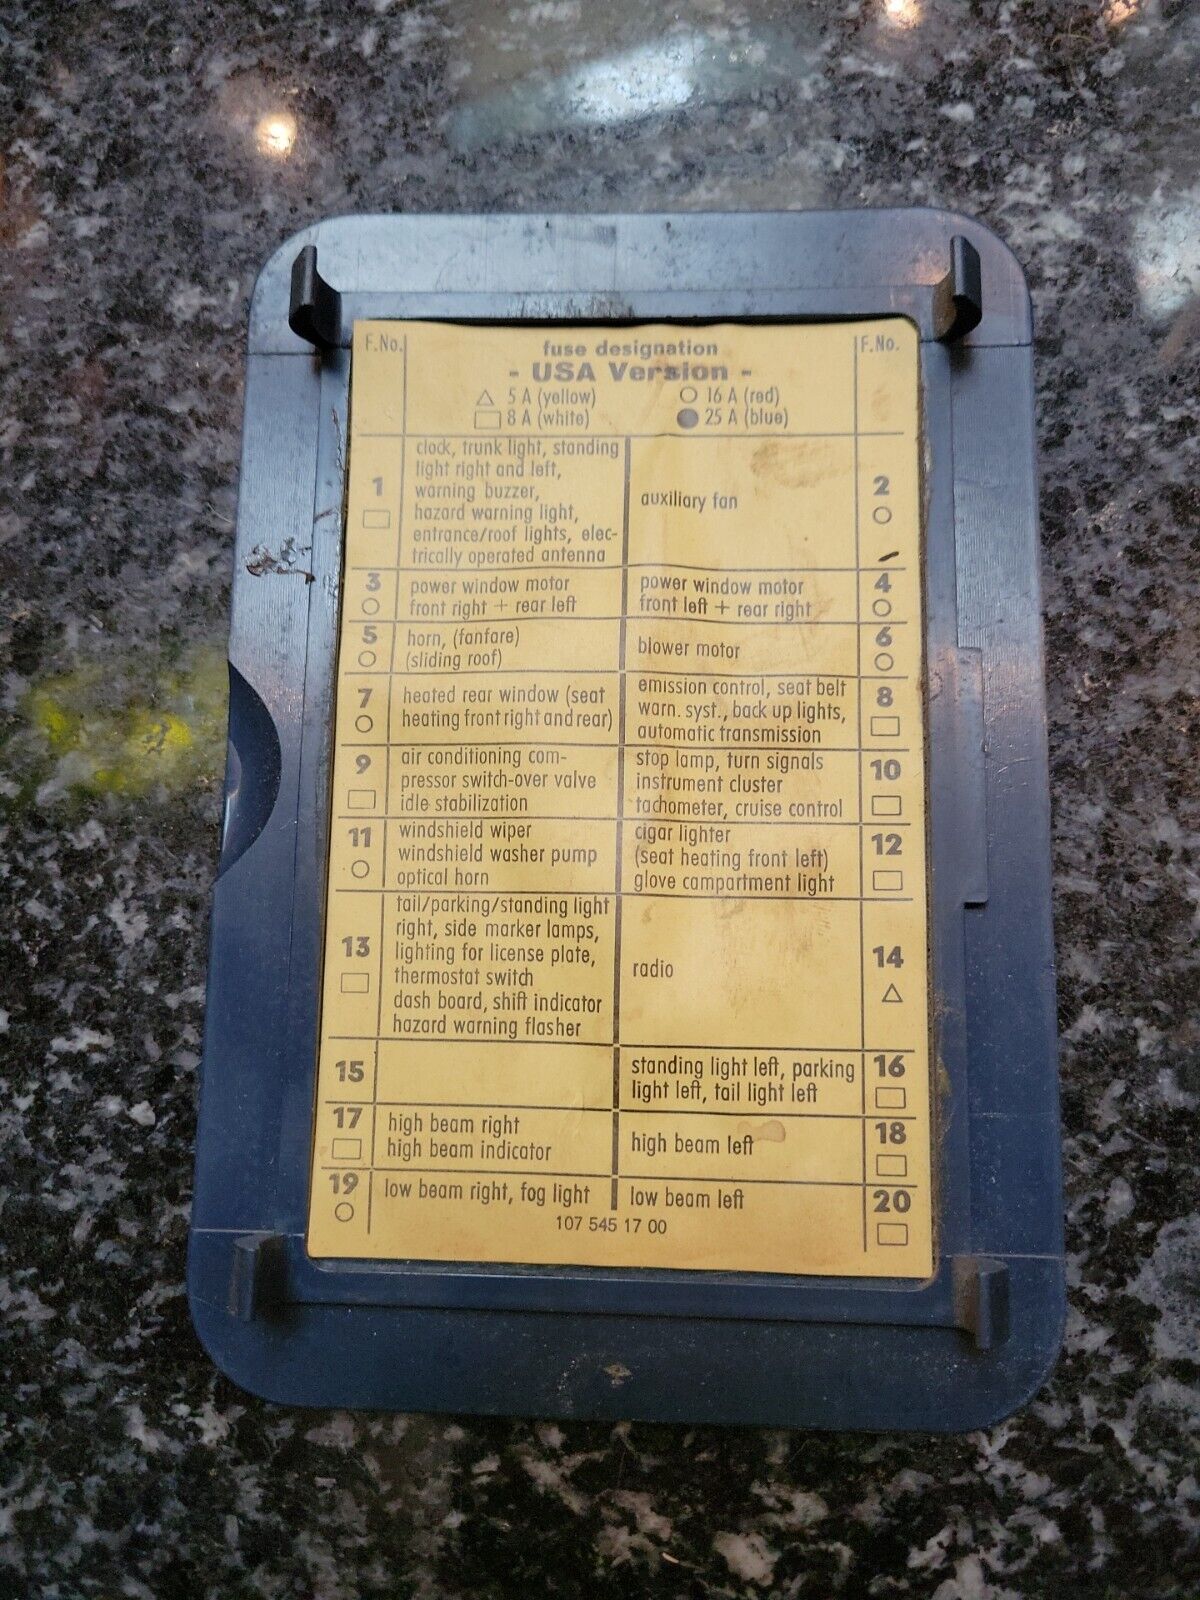 F.No.
fuse designation
F.No.
- USA Version -
△ 5 A (yellow)
○ 16 A (red)
□ 8 A (white)
● 25 A (blue)
1
□
clock, trunk light, standing
light right and left,
warning buzzer,
hazard warning light,
entrance/roof lights, elec-
trically operated antenna
auxiliary fan
2
○
3
○
power window motor
front right + rear left
power window motor
front left + rear right
4
○
5
○
horn, (fanfare)
(sliding roof)
blower motor
6
○
7
○
heated rear window (seat
heating front right and rear)
emission control, seat belt
warn. syst., back up lights,
automatic transmission
8
□
9
□
air conditioning com-
pressor switch-over valve
idle stabilization
stop lamp, turn signals
instrument cluster
tachometer, cruise control
10
□
11
○
windshield wiper
windshield washer pump
optical horn
cigar lighter
(seat heating front left)
glove campartment light
12
□
13
□
tail/parking/standing light
right, side marker lamps,
lighting for license plate,
thermostat switch
dash board, shift indicator
hazard warning flasher
radio
14
△
15
standing light left, parking
light left, tail light left
16
□
17
□
high beam right
high beam indicator
high beam left
18
□
19
○
low beam right, fog light
low beam left
20
□
107 545 17 00